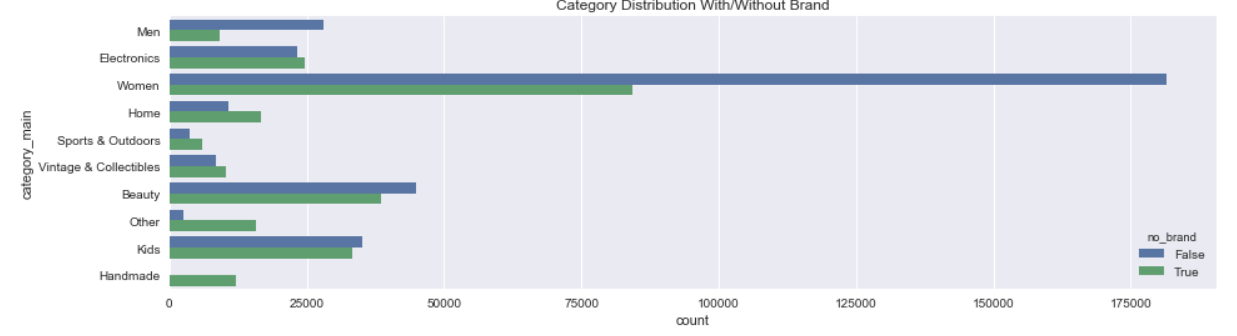 Category Distribution With/Without Brand
category_main
Men
Electronics
Women
Home
Sports & Outdoors
Vintage & Collectibles
Beauty
Other
Kids
Handmade
no_brand
False
True
0 25000 50000 75000 100000 125000 150000 175000
count